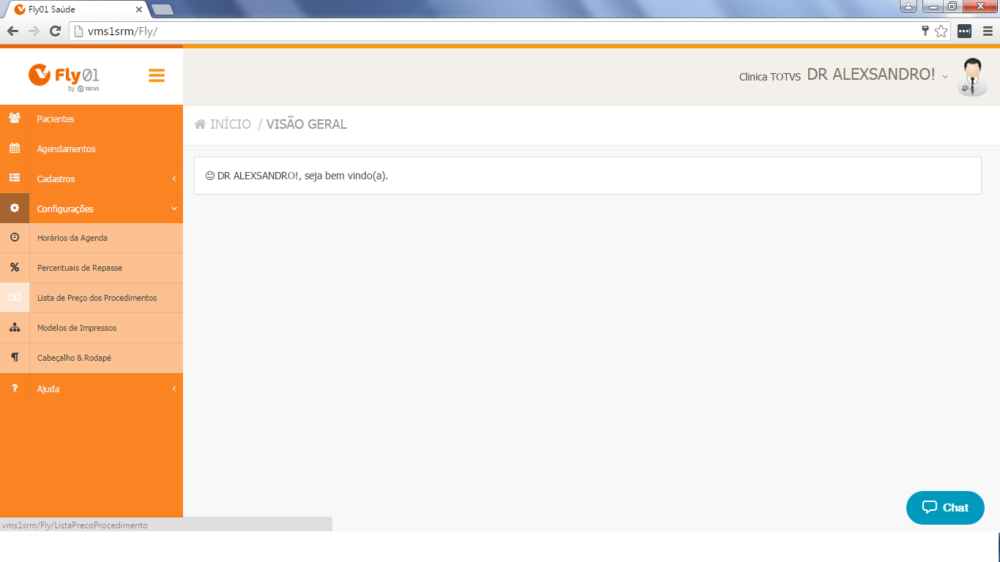 Fly01 Saúde
vms1srm/Fly/
Fly01
by TOTVS
Clinica TOTVS DR ALEXSANDRO!
Pacientes
Agendamentos
Cadastros
Configurações
Horários da Agenda
Percentuais de Repasse
Lista de Preço dos Procedimentos
Modelos de Impressos
Cabeçalho & Rodapé
Ajuda
INÍCIO / VISÃO GERAL
DR ALEXSANDRO!, seja bem vindo(a).
Chat
vms1srm/Fly/ListaPrecoProcedimento